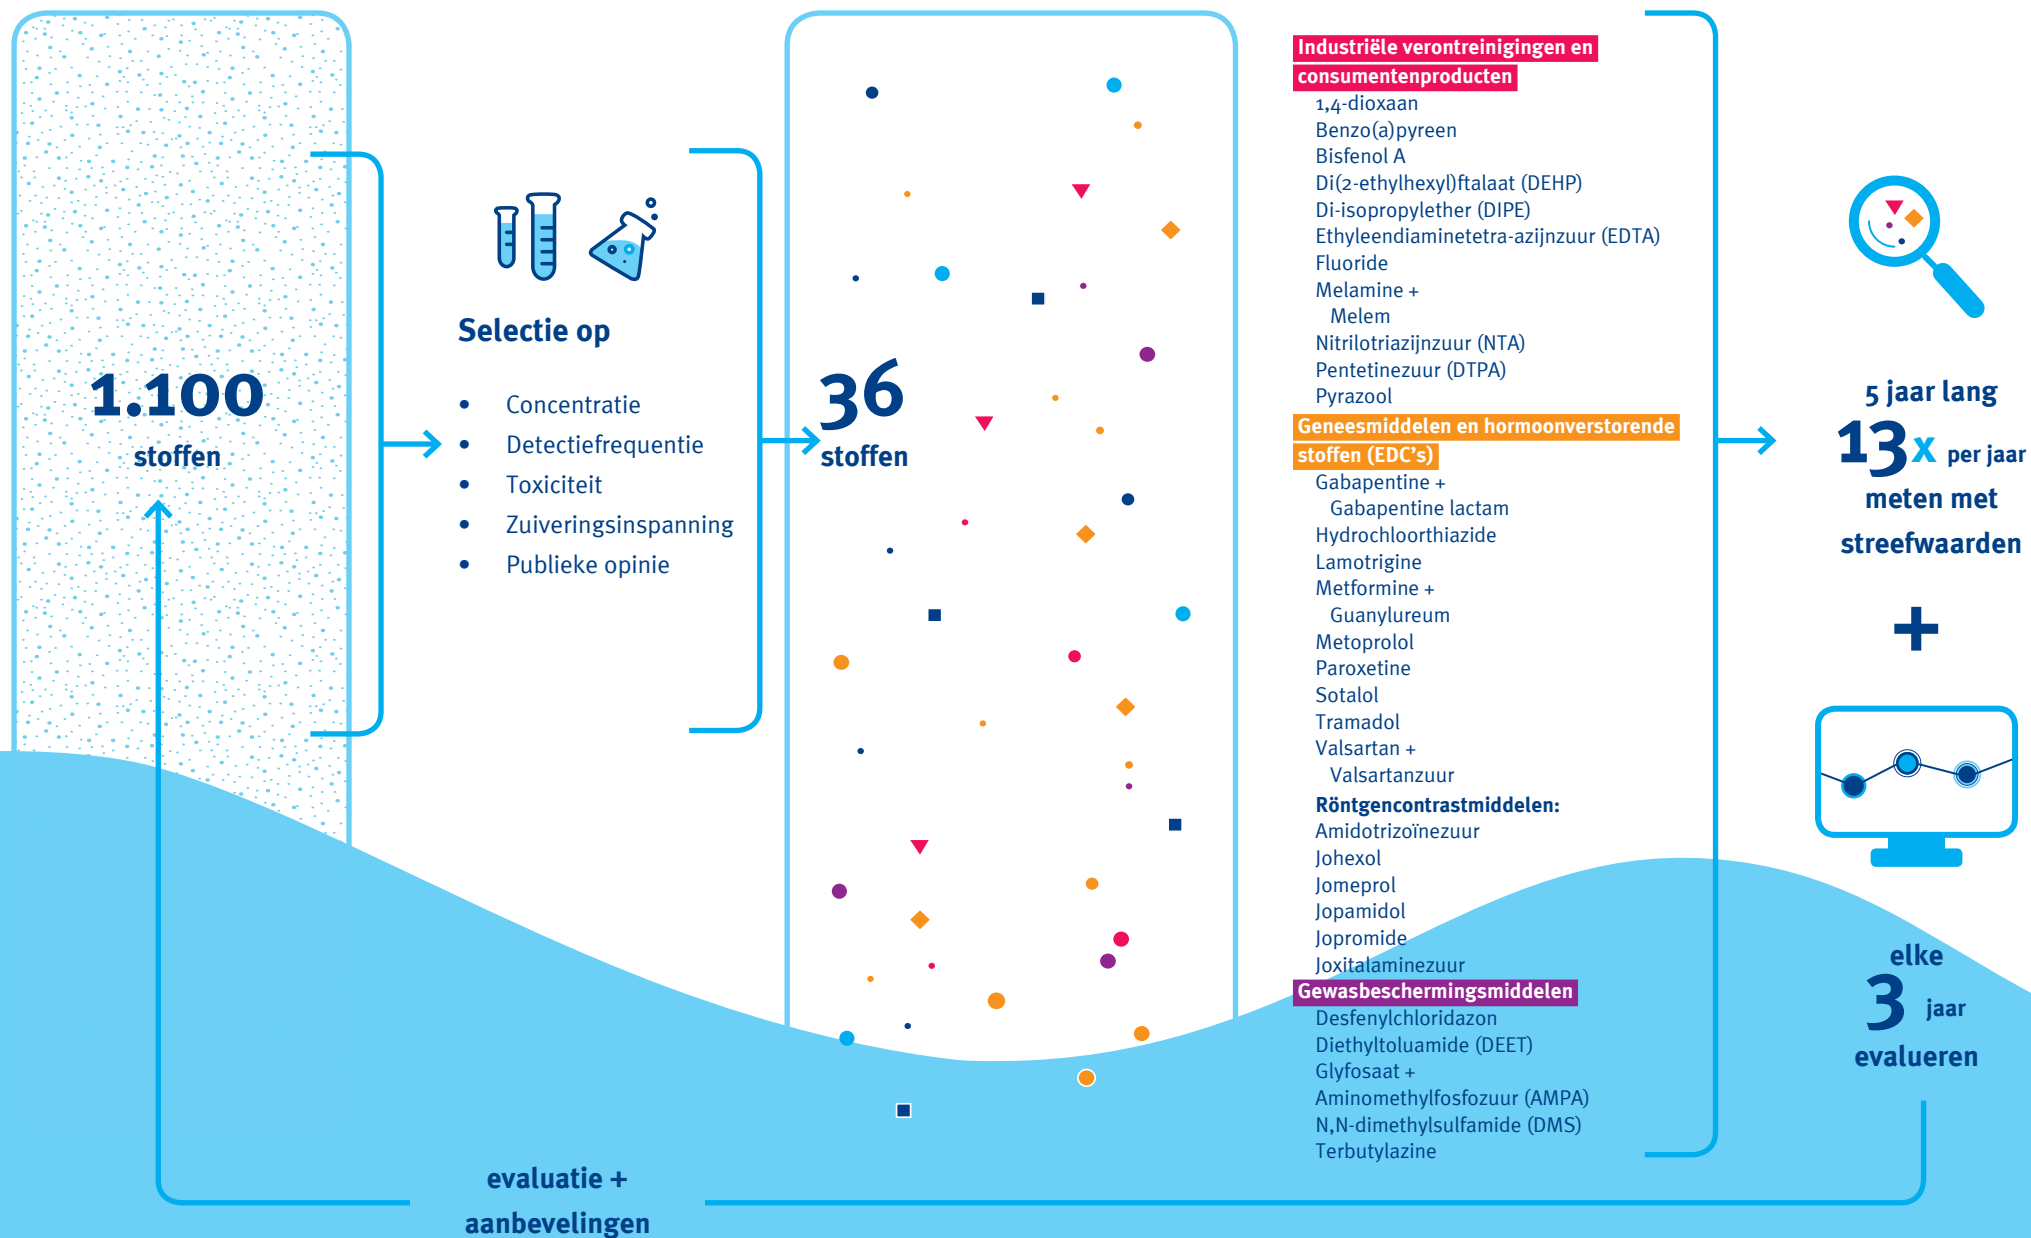 1.100
stoffen
Selectie op
• Concentratie
• Detectiefrequentie
• Toxiciteit
• Zuiveringsinspanning
• Publieke opinie
36
stoffen
Industriële verontreinigingen en
consumentenproducten
1,4-dioxaan
Benzo(a)pyreen
Bisfenol A
Di(2-ethylhexyl)ftalaat (DEHP)
Di-isopropylether (DIPE)
Ethyleendiaminetetra-azijnzuur (EDTA)
Fluoride
Melamine +
Melem
Nitrilotriazijnzuur (NTA)
Pentetinezuur (DTPA)
Pyrazool
Geneesmiddelen en hormoonverstorende
stoffen (EDC's)
Gabapentine +
Gabapentine lactam
Hydrochloorthiazide
Lamotrigine
Metformine +
Guanylureum
Metoprolol
Paroxetine
Sotalol
Tramadol
Valsartan +
Valsartanzuur
Röntgencontrastmiddelen:
Amidotrizoïnezuur
Johexol
Jomeprol
Jopamidol
Jopromide
Joxitalaminezuur
Gewasbeschermingsmiddelen
Desfenylchloridazon
Diethyltoluamide (DEET)
Glyfosaat +
Aminomethylfosfozuur (AMPA)
N,N-dimethylsulfamide (DMS)
Terbutylazine
5 jaar lang
13x per jaar
meten met
streefwaarden
+
elke
3 jaar
evalueren
evaluatie +
aanbevelingen